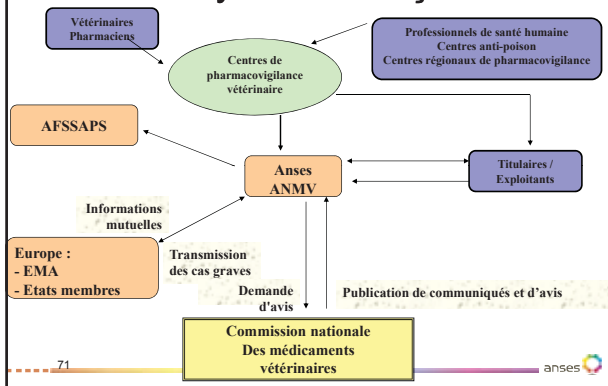 Vétérinaires
Pharmaciens
Professionnels de santé humaine
Centres anti-poison
Centres régionaux de pharmacovigilance
Centres de
pharmacovigilance
vétérinaire
AFSSAPS
Anses
ANMV
Titulaires /
Exploitants
Informations
mutuelles
Europe :
- EMA
- Etats membres
Transmission
des cas graves
Demande
d'avis
Publication de communiqués et d'avis
Commission nationale
Des médicaments
vétérinaires
71
anses